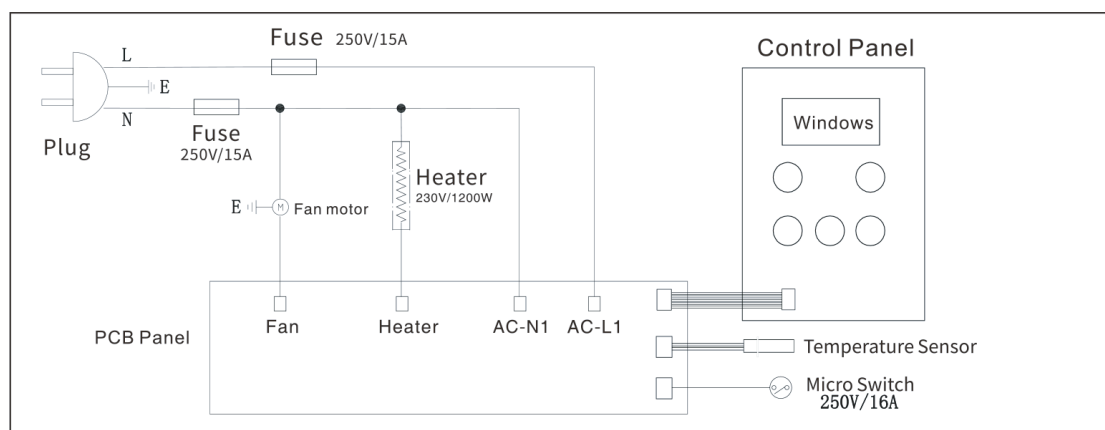 Fuse 250V/15A
L
E
N
Plug
Fuse
250V/15A
Heater
230V/1200W
E
M
Fan motor
Control Panel
Windows
PCB Panel
Fan
Heater
AC-N1
AC-L1
Temperature Sensor
Micro Switch
250V/16A